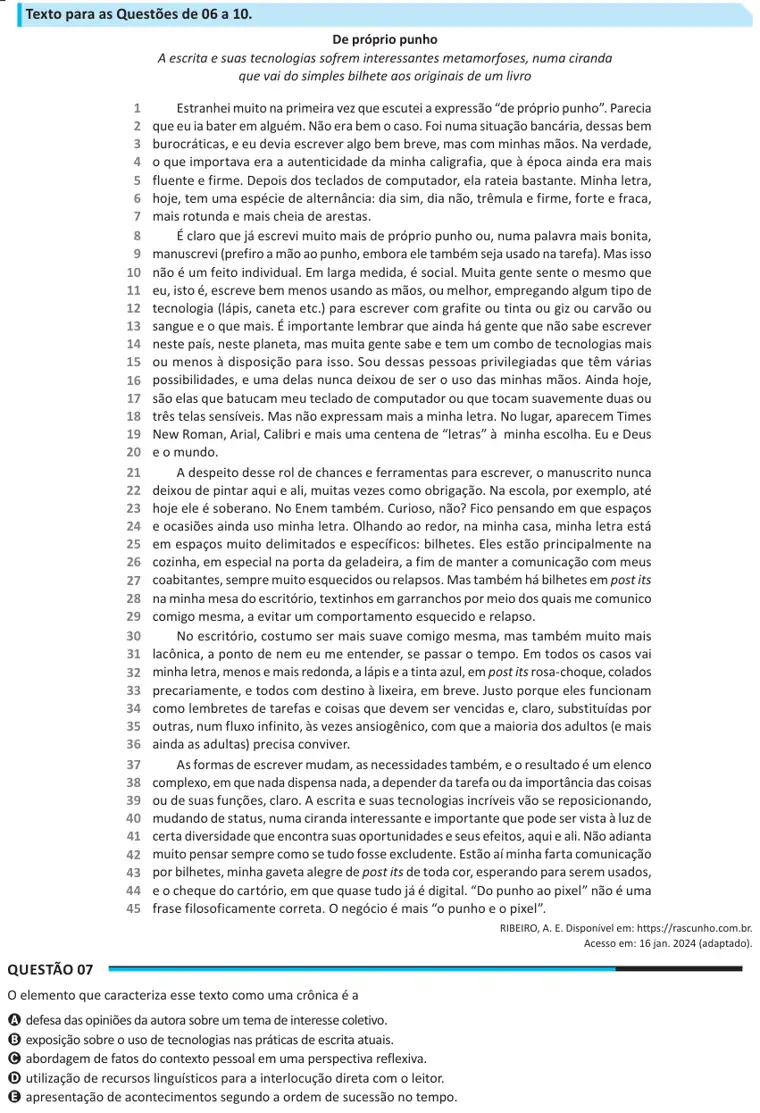 Texto para as Questões de 06 a 10.
De próprio punho
A escrita e suas tecnologias sofrem interessantes metamorfoses, numa ciranda
que vai do simples bilhete aos originais de um livro
1 Estranhei muito na primeira vez que escutei a expressão “de próprio punho”. Parecia
2 que eu ia bater em alguém. Não era bem o caso. Foi numa situação bancária, dessas bem
3 burocráticas, e eu devia escrever algo bem breve, mas com minhas mãos. Na verdade,
4 o que importava era a autenticidade da minha caligrafia, que à época ainda era mais
5 fluente e firme. Depois dos teclados de computador, ela rateia bastante. Minha letra,
6 hoje, tem uma espécie de alternância: dia sim, dia não, trêmula e firme, forte e fraca,
7 mais rotunda e mais cheia de arestas.
8 É claro que já escrevi muito mais de próprio punho ou, numa palavra mais bonita,
9 manuscrevi (prefiro a mão ao punho, embora ele também seja usado na tarefa). Mas isso
10 não é um feito individual. Em larga medida, é social. Muita gente sente o mesmo que
11 eu, isto é, escreve bem menos usando as mãos, ou melhor, empregando algum tipo de
12 tecnologia (lápis, caneta etc.) para escrever com grafite ou tinta ou giz ou carvão ou
13 sangue e o que mais. É importante lembrar que ainda há gente que não sabe escrever
14 neste país, neste planeta, mas muita gente sabe e tem um combo de tecnologias mais
15 ou menos à disposição para isso. Sou dessas pessoas privilegiadas que têm várias
16 possibilidades, e uma delas nunca deixou de ser o uso das minhas mãos. Ainda hoje,
17 são elas que batucam meu teclado de computador ou que tocam suavemente duas ou
18 três telas sensíveis. Mas não expressam mais a minha letra. No lugar, aparecem Times
19 New Roman, Arial, Calibri e mais uma centena de “letras” à minha escolha. Eu e Deus
20 e o mundo.
21 A despeito desse rol de chances e ferramentas para escrever, o manuscrito nunca
22 deixou de pintar aqui e ali, muitas vezes como obrigação. Na escola, por exemplo, até
23 hoje ele é soberano. No Enem também. Curioso, não? Fico pensando em que espaços
24 e ocasiões ainda uso minha letra. Olhando ao redor, na minha casa, minha letra está
25 em espaços muito delimitados e específicos: bilhetes. Eles estão principalmente na
26 cozinha, em especial na porta da geladeira, a fim de manter a comunicação com meus
27 coabitantes, sempre muito esquecidos ou relapsos. Mas também há bilhetes em post its
28 na minha mesa do escritório, textinhos em garranchos por meio dos quais me comunico
29 comigo mesma, a evitar um comportamento esquecido e relapso.
30 No escritório, costumo ser mais suave comigo mesma, mas também muito mais
31 lacônica, a ponto de nem eu me entender, se passar o tempo. Em todos os casos vai
32 minha letra, menos e mais redonda, a lápis e a tinta azul, em post its rosa-choque, colados
33 precariamente, e todos com destino à lixeira, em breve. Justo porque eles funcionam
34 como lembretes de tarefas e coisas que devem ser vencidas e, claro, substituídas por
35 outras, num fluxo infinito, às vezes ansiogênico, com que a maioria dos adultos (e mais
36 ainda as adultas) precisa conviver.
37 As formas de escrever mudam, as necessidades também, e o resultado é um elenco
38 complexo, em que nada dispensa nada, a depender da tarefa ou da importância das coisas
39 ou de suas funções, claro. A escrita e suas tecnologias incríveis vão se reposicionando,
40 mudando de status, numa ciranda interessante e importante que pode ser vista à luz de
41 certa diversidade que encontra suas oportunidades e seus efeitos, aqui e ali. Não adianta
42 muito pensar sempre como se tudo fosse excludente. Estão aí minha farta comunicação
43 por bilhetes, minha gaveta alegre de post its de toda cor, esperando para serem usados,
44 e o cheque do cartório, em que quase tudo já é digital. “Do punho ao pixel” não é uma
45 frase filosoficamente correta. O negócio é mais “o punho e o pixel”.
RIBEIRO, A. E. Disponível em: https://rascunho.com.br.
Acesso em: 16 jan. 2024 (adaptado).
QUESTÃO 07
O elemento que caracteriza esse texto como uma crônica é a
A defesa das opiniões da autora sobre um tema de interesse coletivo.
B exposição sobre o uso de tecnologias nas práticas de escrita atuais.
C abordagem de fatos do contexto pessoal em uma perspectiva reflexiva.
D utilização de recursos linguísticos para a interlocução direta com o leitor.
E apresentação de acontecimentos segundo a ordem de sucessão no tempo.